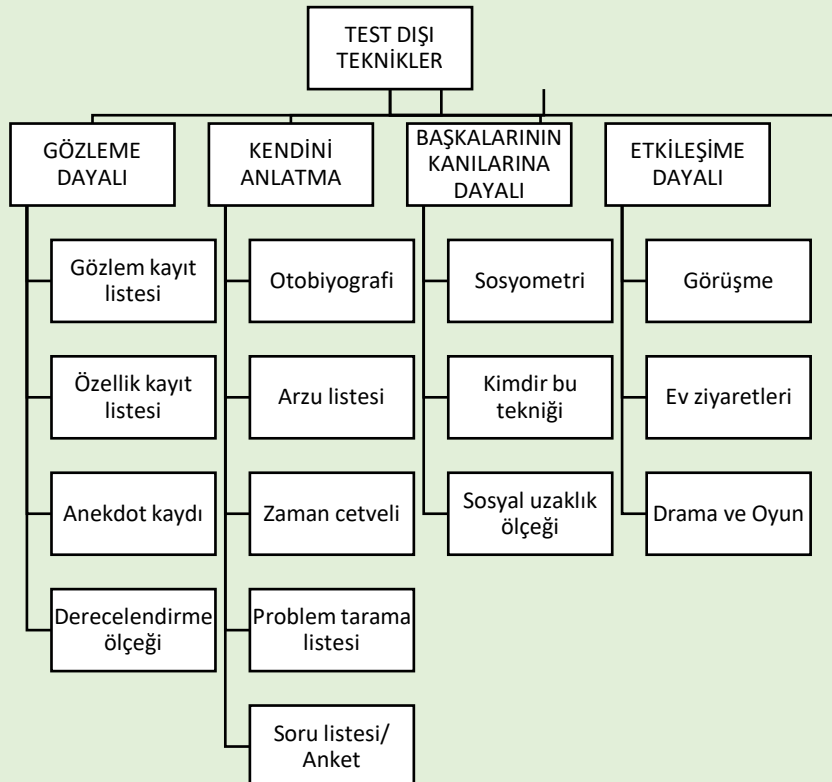 TEST DIŞI
TEKNİKLER
GÖZLEME
DAYALI
Gözlem kayıt
listesi
Özellik kayıt
listesi
Anekdot kaydı
Derecelendirme
ölçeği
KENDİNİ
ANLATMA
Otobiyografi
Arzu listesi
Zaman cetveli
Problem tarama
listesi
Soru listesi/
Anket
BAŞKALARININ
KANILARINA
DAYALI
Sosyometri
Kimdir bu
tekniği
Sosyal uzaklık
ölçeği
ETKİLEŞİME
DAYALI
Görüşme
Ev ziyaretleri
Drama ve Oyun